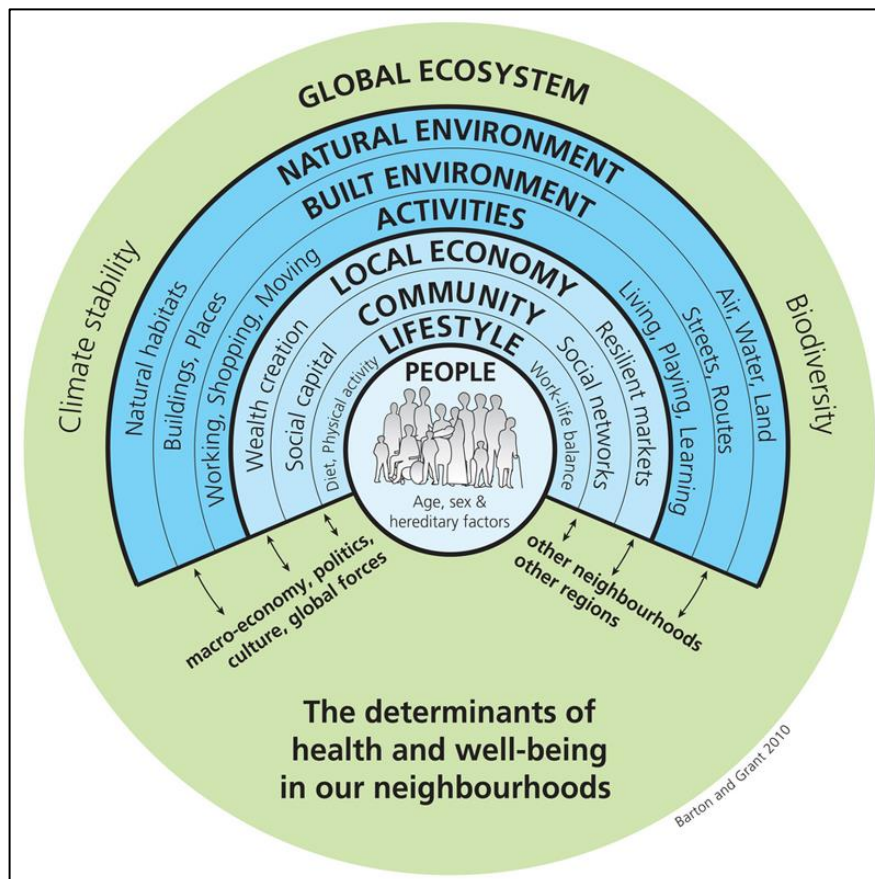 GLOBAL ECOSYSTEM
NATURAL ENVIRONMENT
BUILT ENVIRONMENT
ACTIVITIES
LOCAL ECONOMY
COMMUNITY
LIFESTYLE
PEOPLE
Climate stability
Natural habitats
Buildings, Places
Working, Shopping, Moving
Wealth creation
Social capital
Diet, Physical activity
Work-life balance
Social networks
Resilient markets
Living, Playing, Learning
Streets, Routes
Air, Water, Land
Biodiversity
Age, sex &
hereditary factors
macro-economy, politics,
culture, global forces
other neighbourhoods
other regions
The determinants of
health and well-being
in our neighbourhoods
Barton and Grant 2010